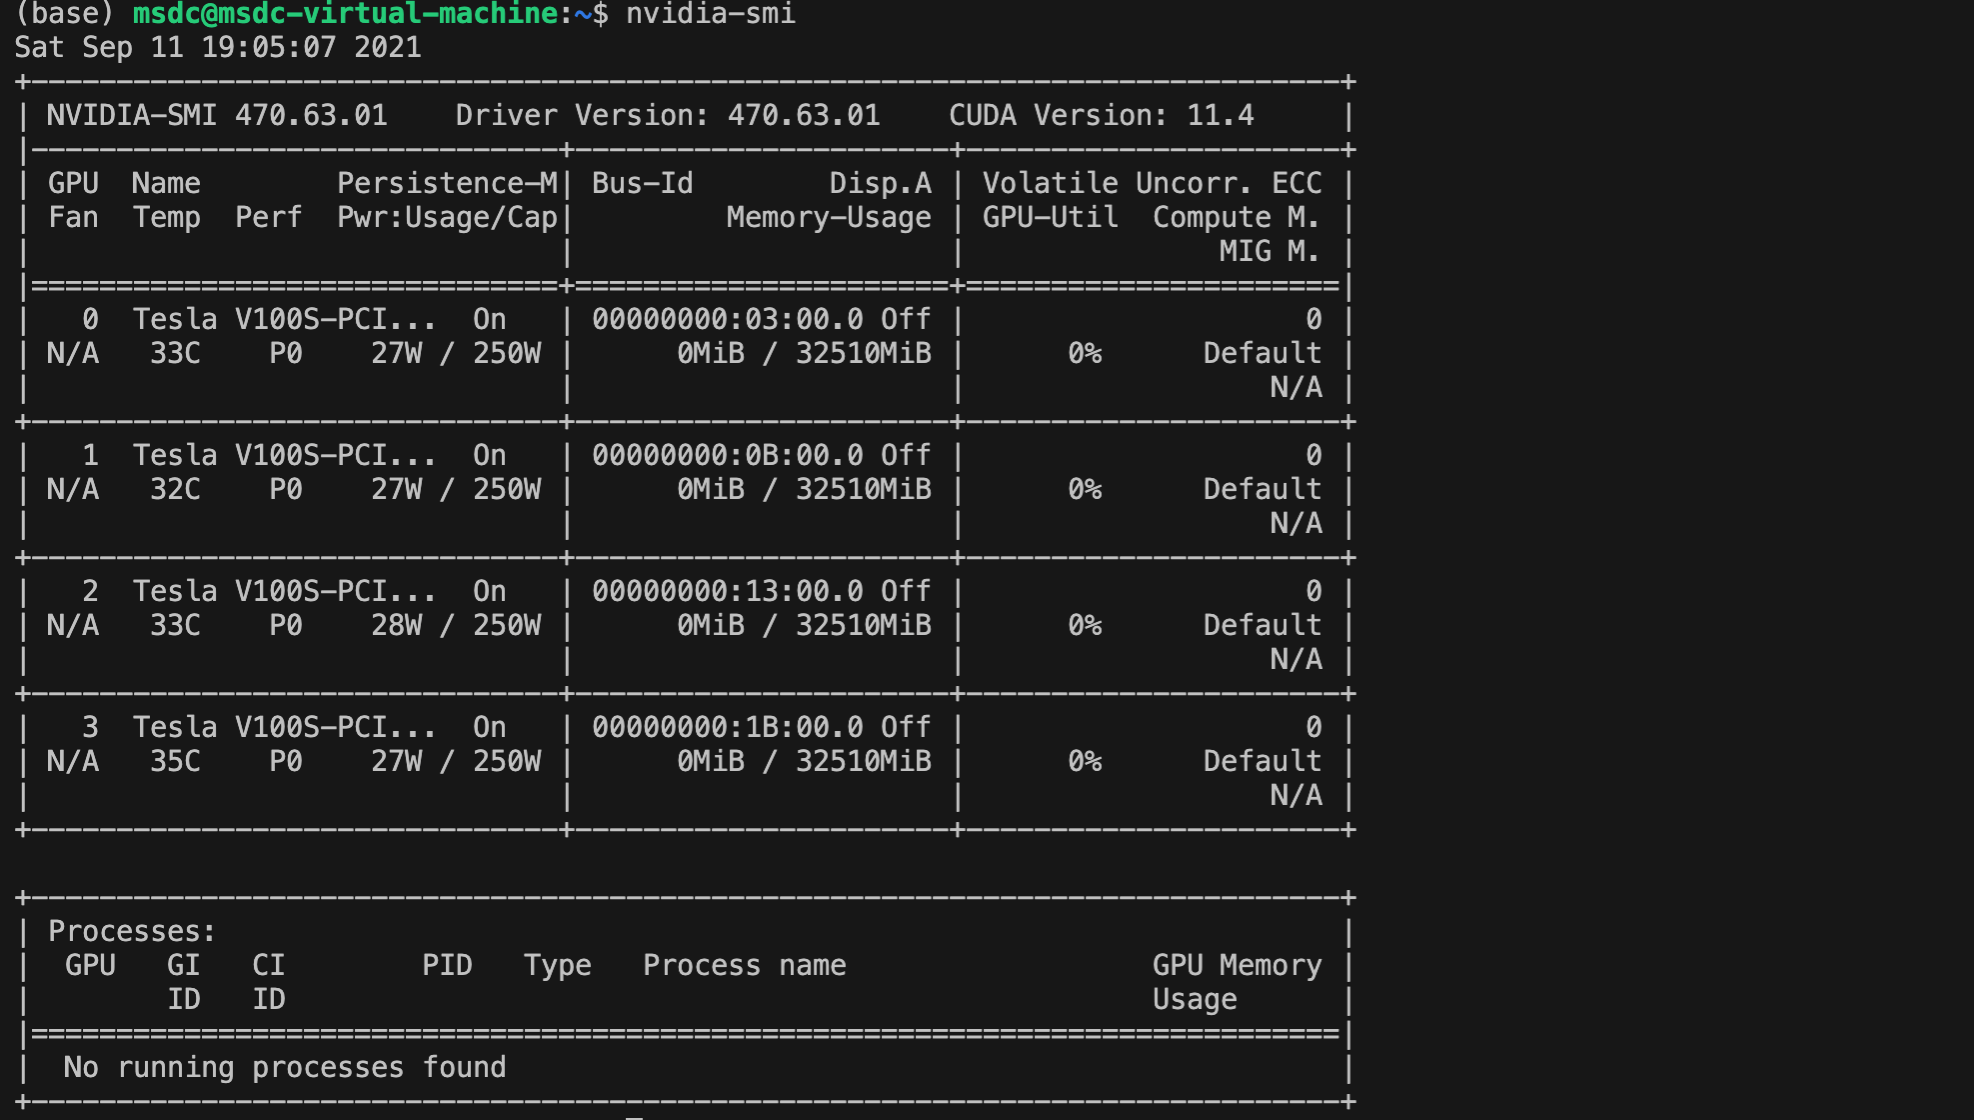 (base) msdc@msdc-virtual-machine:~$ nvidia-smi
Sat Sep 11 19:05:07 2021
+-----------------------------------------------------------------------------+
| NVIDIA-SMI 470.63.01    Driver Version: 470.63.01    CUDA Version: 11.4     |
|-------------------------------+----------------------+----------------------+
| GPU  Name        Persistence-M| Bus-Id        Disp.A | Volatile Uncorr. ECC |
| Fan  Temp  Perf  Pwr:Usage/Cap|         Memory-Usage | GPU-Util  Compute M. |
|                               |                      |               MIG M. |
|===============================+======================+======================|
|   0  Tesla V100S-PCI...  On   | 00000000:03:00.0 Off |                    0 |
| N/A   33C    P0    27W / 250W |      0MiB / 32510MiB |      0%      Default |
|                               |                      |                  N/A |
+-------------------------------+----------------------+----------------------+
|   1  Tesla V100S-PCI...  On   | 00000000:0B:00.0 Off |                    0 |
| N/A   32C    P0    27W / 250W |      0MiB / 32510MiB |      0%      Default |
|                               |                      |                  N/A |
+-------------------------------+----------------------+----------------------+
|   2  Tesla V100S-PCI...  On   | 00000000:13:00.0 Off |                    0 |
| N/A   33C    P0    28W / 250W |      0MiB / 32510MiB |      0%      Default |
|                               |                      |                  N/A |
+-------------------------------+----------------------+----------------------+
|   3  Tesla V100S-PCI...  On   | 00000000:1B:00.0 Off |                    0 |
| N/A   35C    P0    27W / 250W |      0MiB / 32510MiB |      0%      Default |
|                               |                      |                  N/A |
+-------------------------------+----------------------+----------------------+

+-----------------------------------------------------------------------------+
| Processes:                                                                  |
|  GPU   GI   CI        PID   Type   Process name                  GPU Memory |
|        ID   ID                                                   Usage      |
|=============================================================================|
|  No running processes found                                                 |
+-----------------------------------------------------------------------------+